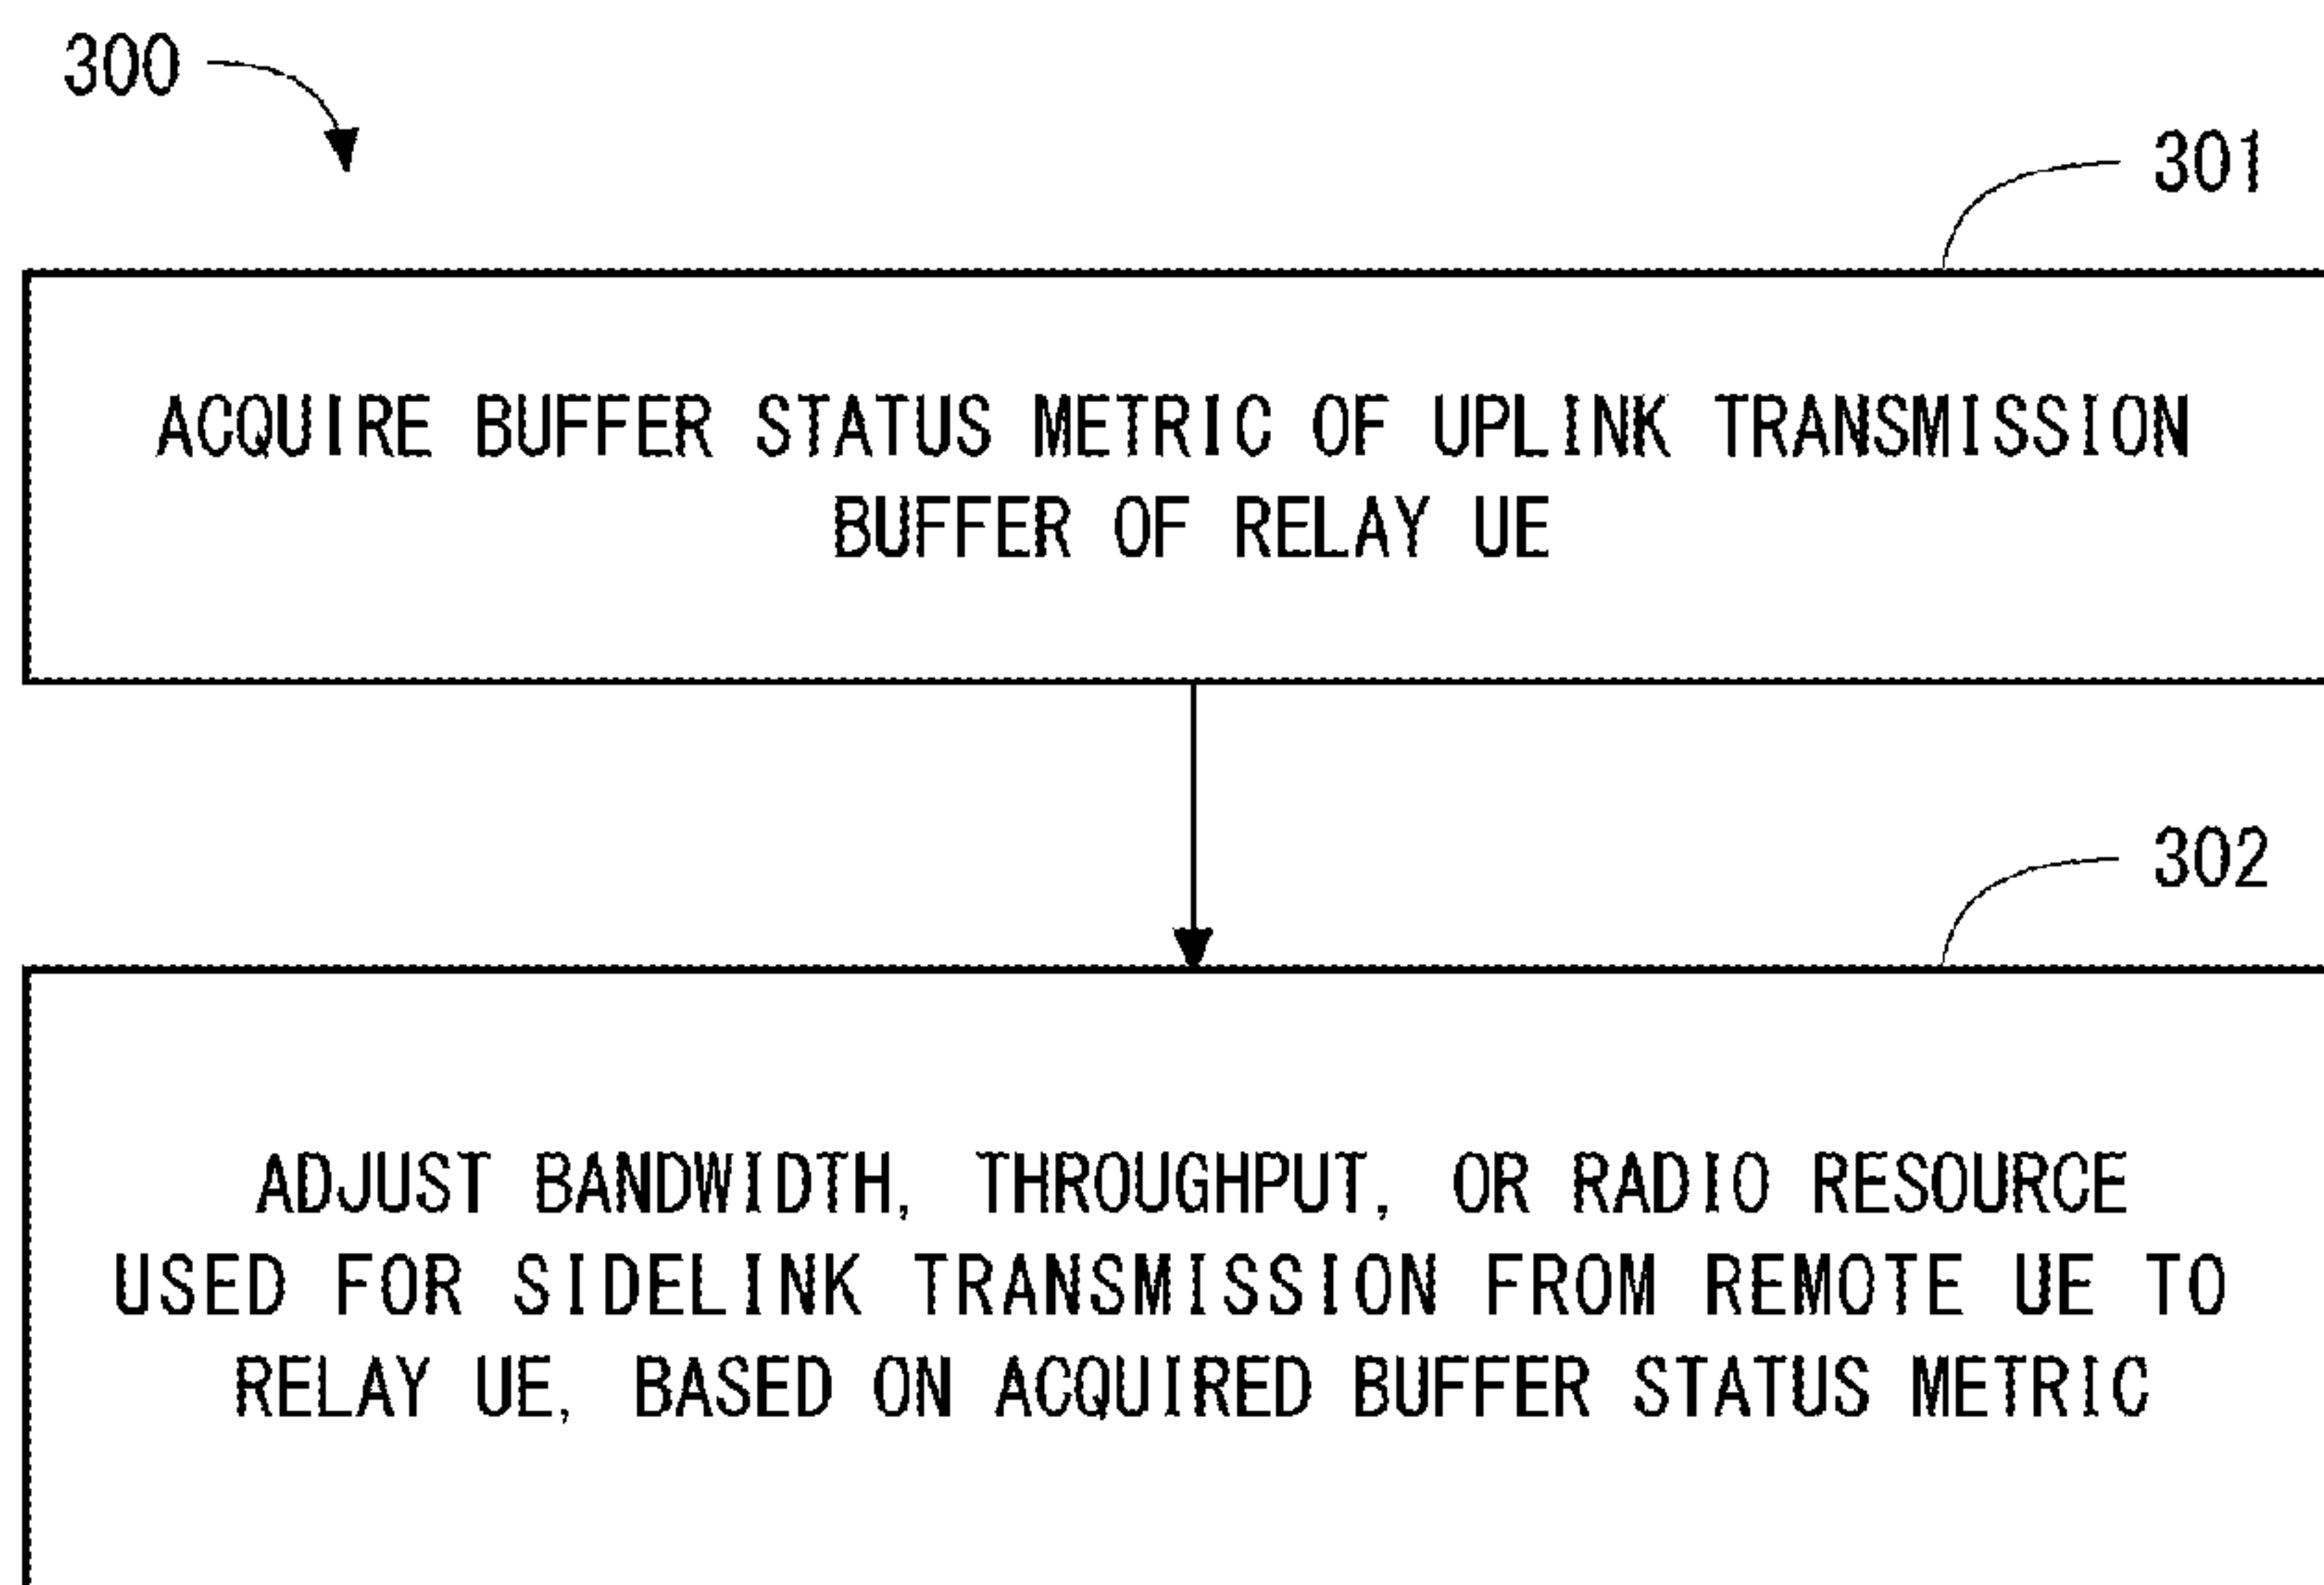 300
301
ACQUIRE BUFFER STATUS METRIC OF UPLINK TRANSMISSION
BUFFER OF RELAY UE
302
ADJUST BANDWIDTH, THROUGHPUT, OR RADIO RESOURCE
USED FOR SIDELINK TRANSMISSION FROM REMOTE UE TO
RELAY UE, BASED ON ACQUIRED BUFFER STATUS METRIC